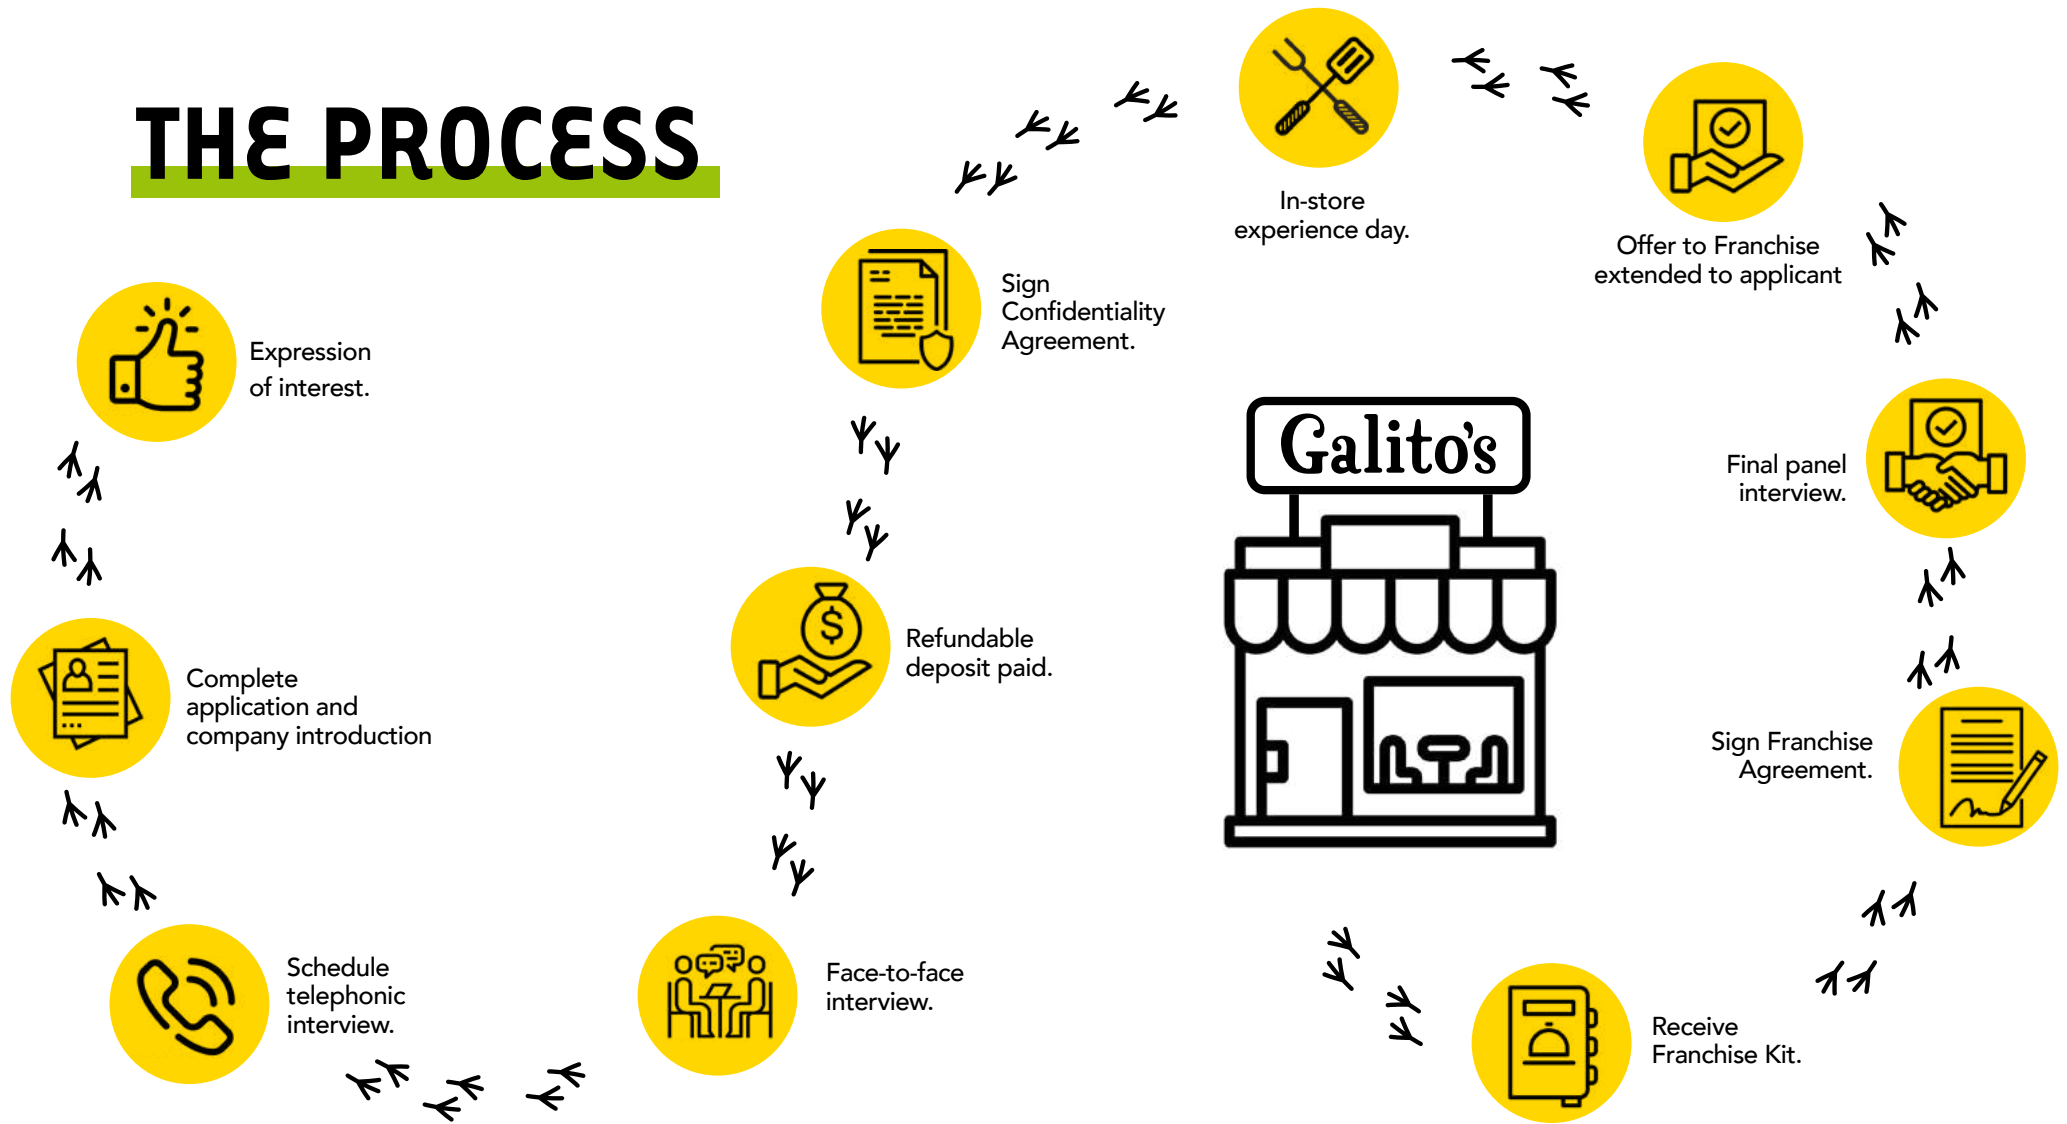 THE PROCESS
Expression
of interest.
Complete
application and
company introduction
Schedule
telephonic
interview.
Face-to-face
interview.
Refundable
deposit paid.
Sign
Confidentiality
Agreement.
In-store
experience day.
Offer to Franchise
extended to applicant
Final panel
interview.
Sign Franchise
Agreement.
Receive
Franchise Kit.
Galito's
$